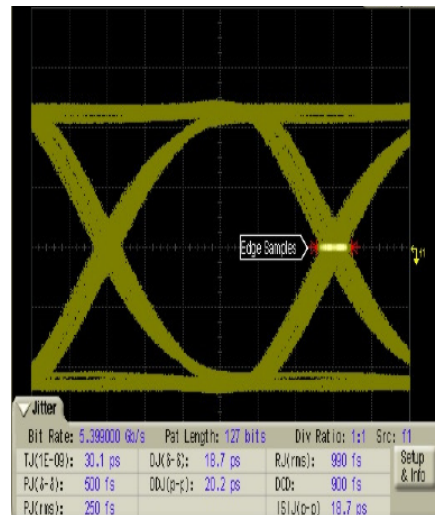 Edge Samples
f1
Jitter
Bit Rate: 5.399000 Gb/s Pat Length: 127 bits Div Ratio: 1:1 Src: f1
TJ(1E-09): 30.1 ps DJ(δ-δ): 18.7 ps RJ(rms): 990 fs Setup & Info
PJ(δ-δ): 500 fs DDJ(p-p): 20.2 ps DCD: 900 fs
PJ(rms): 250 fs ISIJ(p-p) 18.7 ps